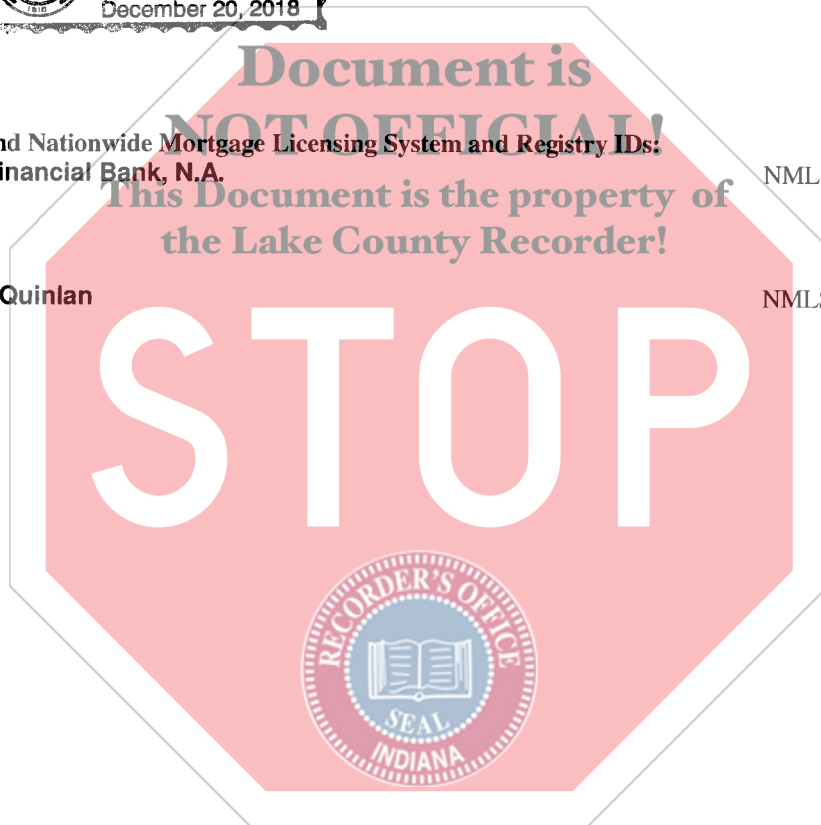 December 20, 2018
Document is
NOT OFFICIAL!
nd Nationwide Mortgage Licensing System and Registry IDs:
inancial Bank, N.A.
NML
This Document is the property of
the Lake County Recorder!
Quinlan
NMLS
STOP
RECORDER'S OFFICE
SEAL
INDIANA